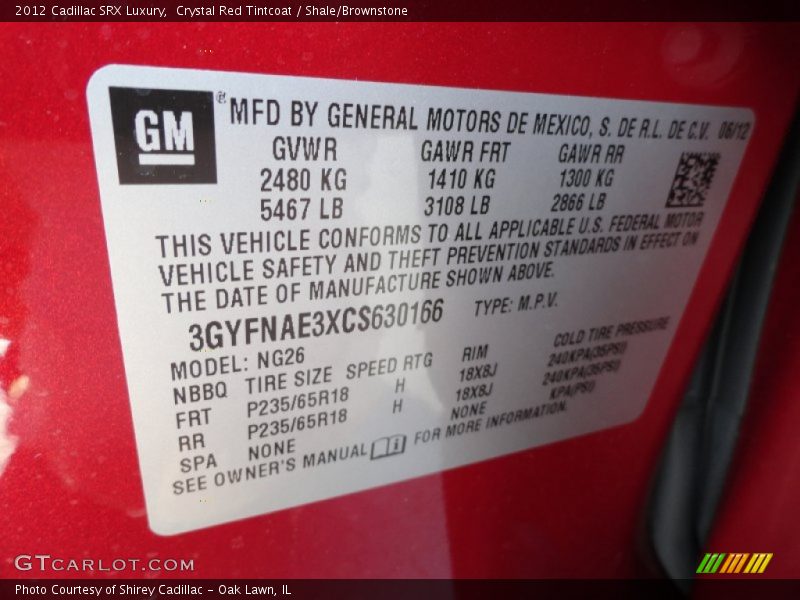 2012 Cadillac SRX Luxury,  Crystal Red Tintcoat / Shale/Brownstone
GM® MFD BY GENERAL MOTORS DE MEXICO, S. DE R.L. DE C.V. 06/12
GVWR GAWR FRT GAWR RR
2480 KG 1410 KG 1300 KG
5467 LB 3108 LB 2866 LB
THIS VEHICLE CONFORMS TO ALL APPLICABLE U.S. FEDERAL MOTOR
VEHICLE SAFETY AND THEFT PREVENTION STANDARDS IN EFFECT ON
THE DATE OF MANUFACTURE SHOWN ABOVE.
3GYFNAE3XCS630166 TYPE: M.P.V.
MODEL: NG26
NBBQ TIRE SIZE SPEED RTG RIM COLD TIRE PRESSURE
FRT P235/65R18 H 18X8J 240KPA(35PSI)
RR P235/65R18 H 18X8J 240KPA(35PSI)
SPA NONE NONE KPA(PSI)
SEE OWNER'S MANUAL FOR MORE INFORMATION.
GTCARLOT.COM
Photo Courtesy of Shirey Cadillac - Oak Lawn, IL